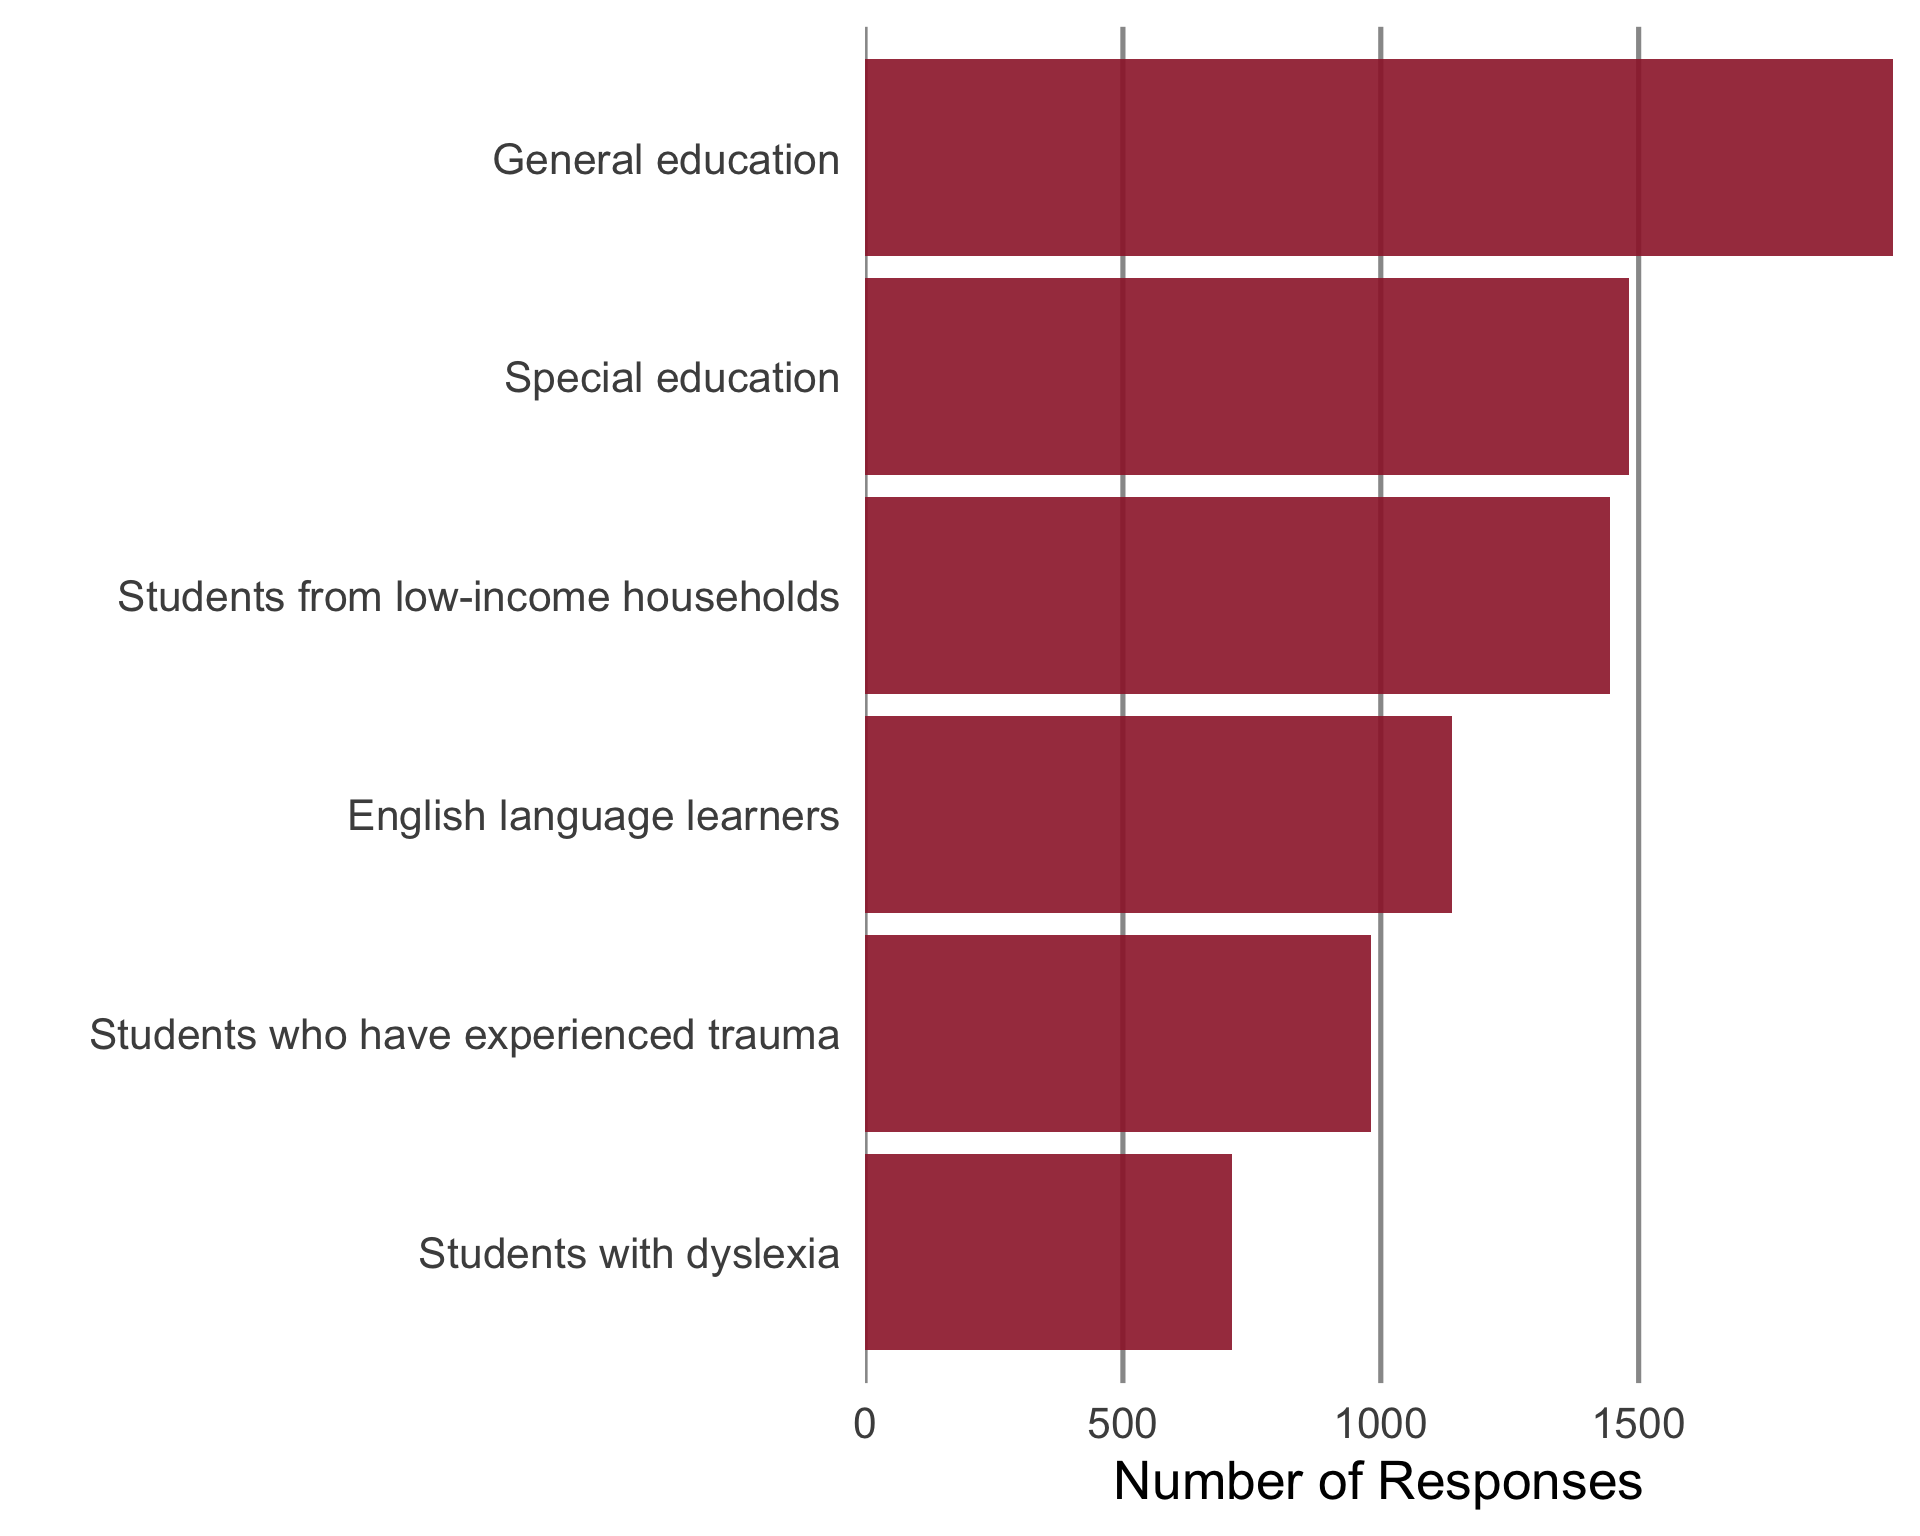 General education
Special education
Students from low-income households
English language learners
Students who have experienced trauma
Students with dyslexia
0 500 1000 1500
Number of Responses